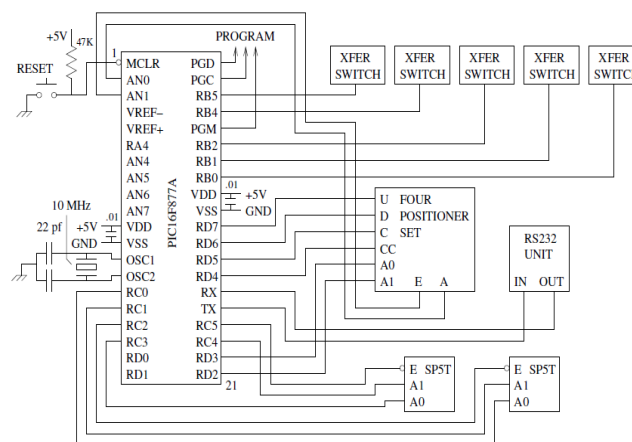 +5V 47K
RESET
1
MCLR
AN0
AN1
VREF−
VREF+
RA4
AN4
AN5
AN6
AN7
VDD
VSS
OSC1
OSC2
RC0
RC1
RC2
RC3
RD0
RD1
PIC16F877A
PGD
PGC
RB5
RB4
PGM
RB2
RB1
RB0
VDD
VSS
RD7
RD6
RD5
RD4
RX
TX
RC5
RC4
RD3
RD2
21
PROGRAM
.01
+5V
GND
10 MHz
22 pf
.01
+5V
GND
XFER
SWITCH
XFER
SWITCH
XFER
SWITCH
XFER
SWITCH
XFER
SWITCH
U FOUR
D POSITIONER
C SET
CC
A0
A1 E A
RS232
UNIT
IN OUT
E SP5T
A1
A0
E SP5T
A1
A0